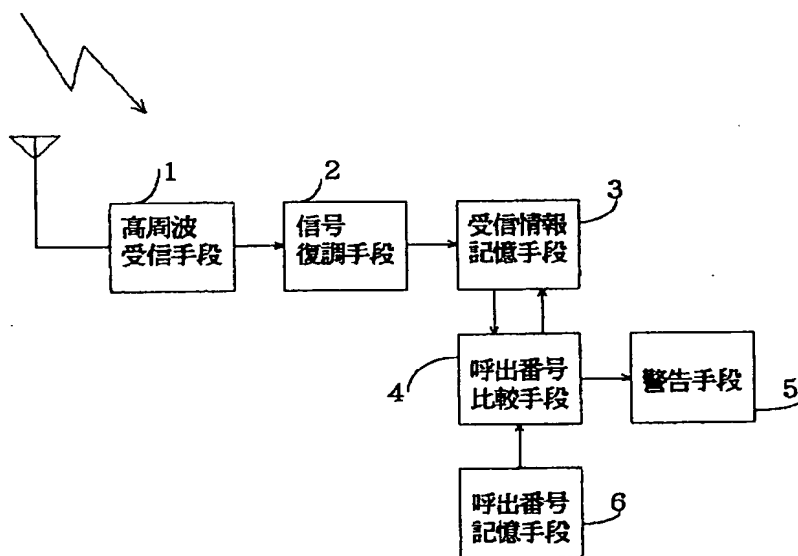 1
高周波
受信手段
2
信号
復調手段
3
受信情報
記憶手段
4
呼出番号
比較手段
警告手段
5
呼出番号
記憶手段
6